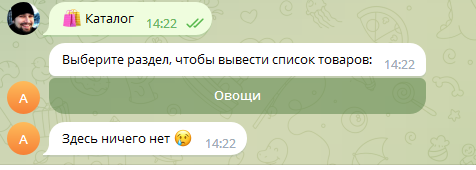 🛍 Каталог 14:22
Выберите раздел, чтобы вывести список товаров: 14:22
А Овощи
А Здесь ничего нет 😢 14:22